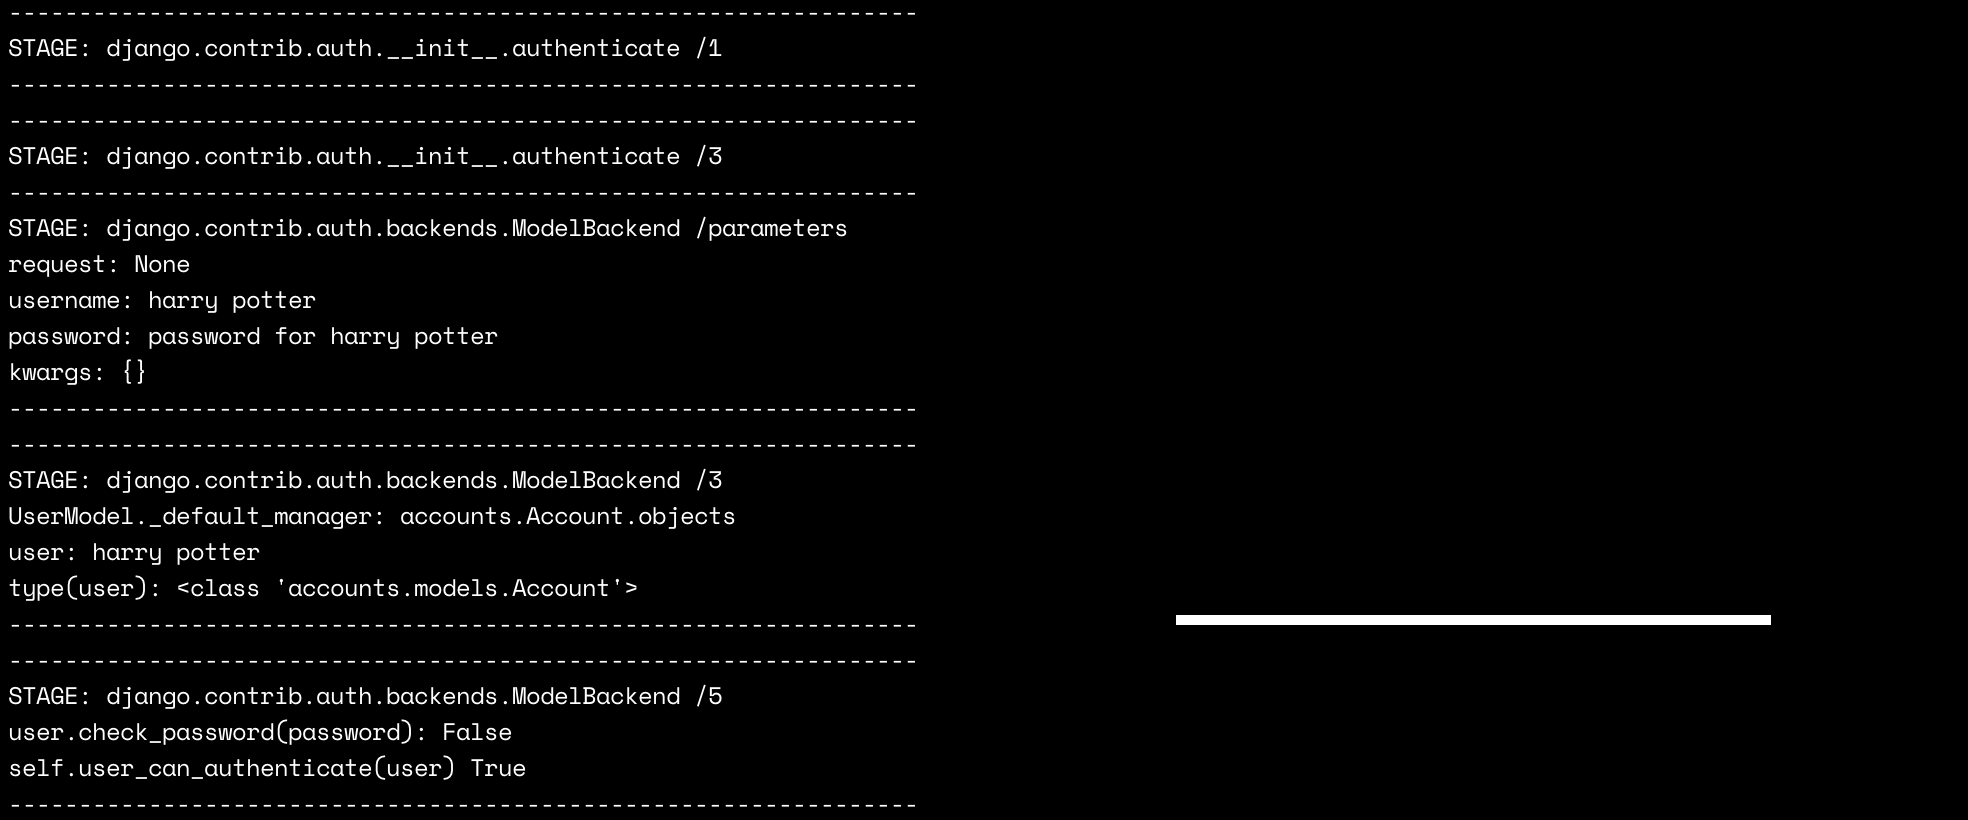 -----------------------------------------------------------------
STAGE: django.contrib.auth.__init__.authenticate /1
-----------------------------------------------------------------
-----------------------------------------------------------------
STAGE: django.contrib.auth.__init__.authenticate /3
-----------------------------------------------------------------
STAGE: django.contrib.auth.backends.ModelBackend /parameters
request: None
username: harry potter
password: password for harry potter
kwargs: {}
-----------------------------------------------------------------
-----------------------------------------------------------------
STAGE: django.contrib.auth.backends.ModelBackend /3
UserModel._default_manager: accounts.Account.objects
user: harry potter
type(user): <class 'accounts.models.Account'>
-----------------------------------------------------------------
-----------------------------------------------------------------
STAGE: django.contrib.auth.backends.ModelBackend /5
user.check_password(password): False
self.user_can_authenticate(user) True
-----------------------------------------------------------------